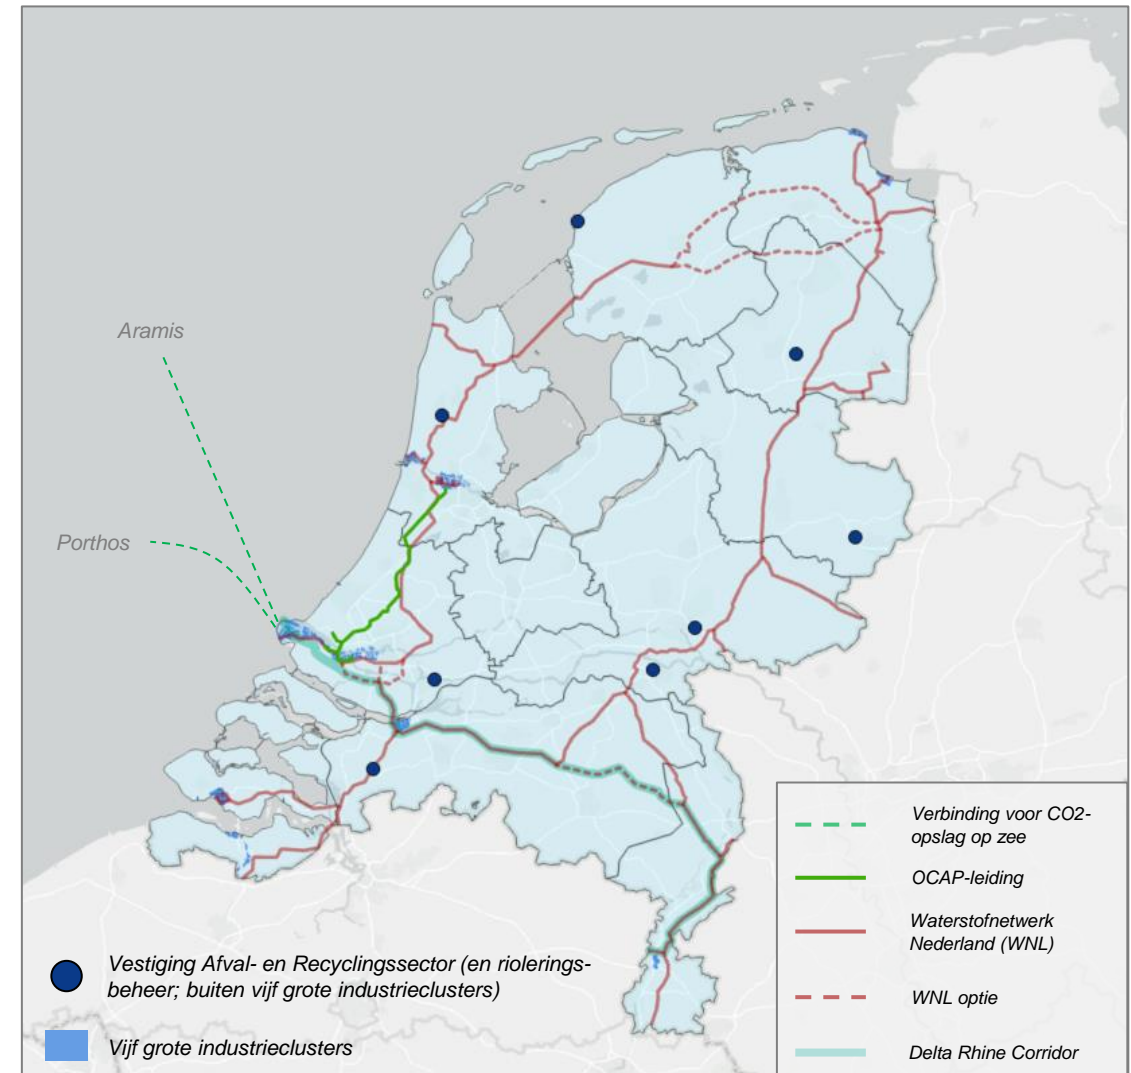 Aramis
Porthos
Verbinding voor CO2-
opslag op zee
OCAP-leiding
Waterstofnetwerk
Nederland (WNL)
WNL optie
Delta Rhine Corridor
Vestiging Afval- en Recyclingssector (en riolerings-
beheer; buiten vijf grote industrieclusters)
Vijf grote industrieclusters